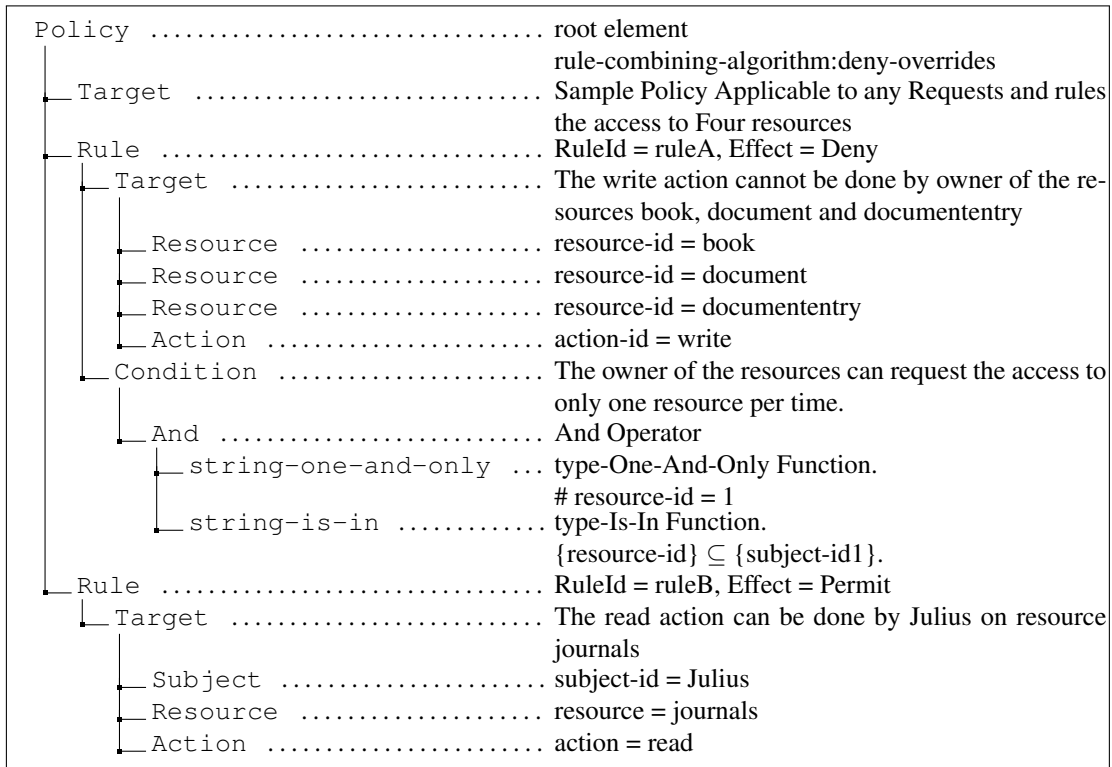 Policy .................................. root element
rule-combining-algorithm:deny-overrides
Target .............................. Sample Policy Applicable to any Requests and rules
the access to Four resources
Rule ................................. RuleId = ruleA, Effect = Deny
Target ........................... The write action cannot be done by owner of the re-
sources book, document and documententry
Resource ..................... resource-id = book
Resource ..................... resource-id = document
Resource ..................... resource-id = documententry
Action ........................ action-id = write
Condition ....................... The owner of the resources can request the access to
only one resource per time.
And ............................ And Operator
string-one-and-only ... type-One-And-Only Function.
# resource-id = 1
string-is-in ............. type-Is-In Function.
{resource-id} ⊆ {subject-id1}.
Rule ................................. RuleId = ruleB, Effect = Permit
Target ........................... The read action can be done by Julius on resource
journals
Subject ....................... subject-id = Julius
Resource ..................... resource = journals
Action ........................ action = read